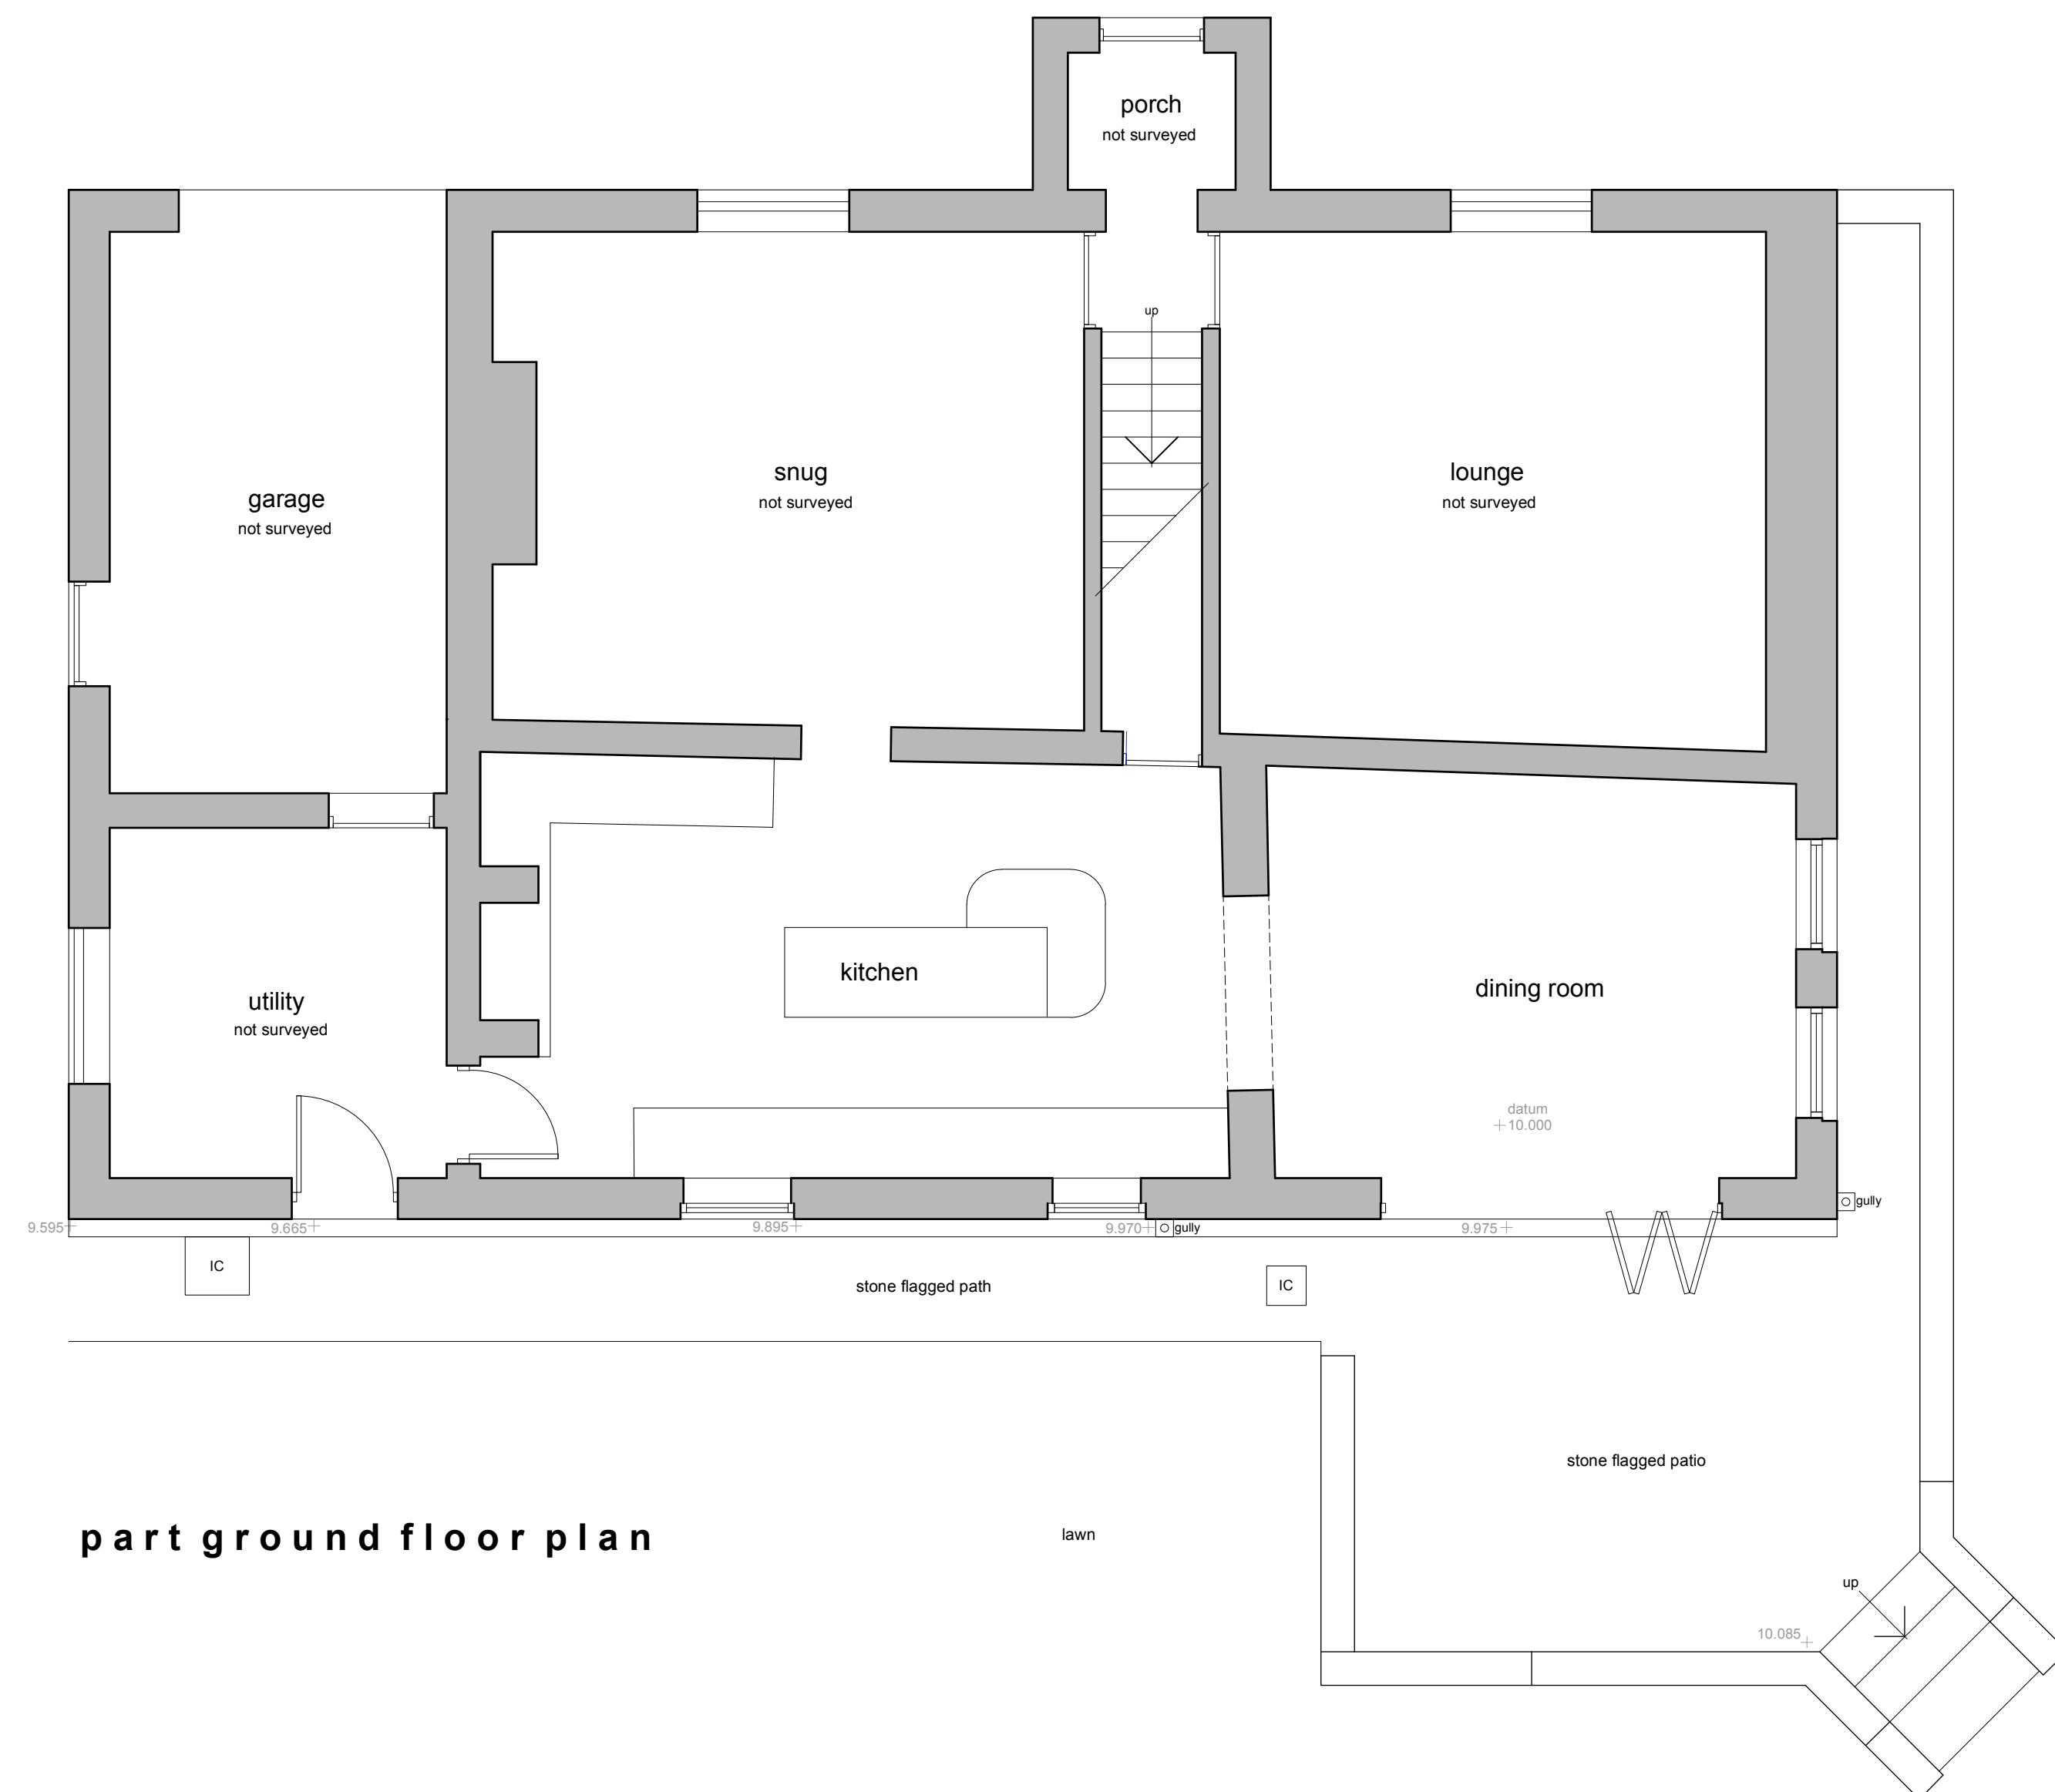 porch
not surveyed
up
snug
not surveyed
lounge
not surveyed
garage
not surveyed
kitchen
dining room
utility
not surveyed
datum
10.000
gully
9.595
9.665
9.895
9.970
gully
9.975
IC
stone flagged path
IC
stone flagged patio
part ground floor plan
lawn
up
10.085